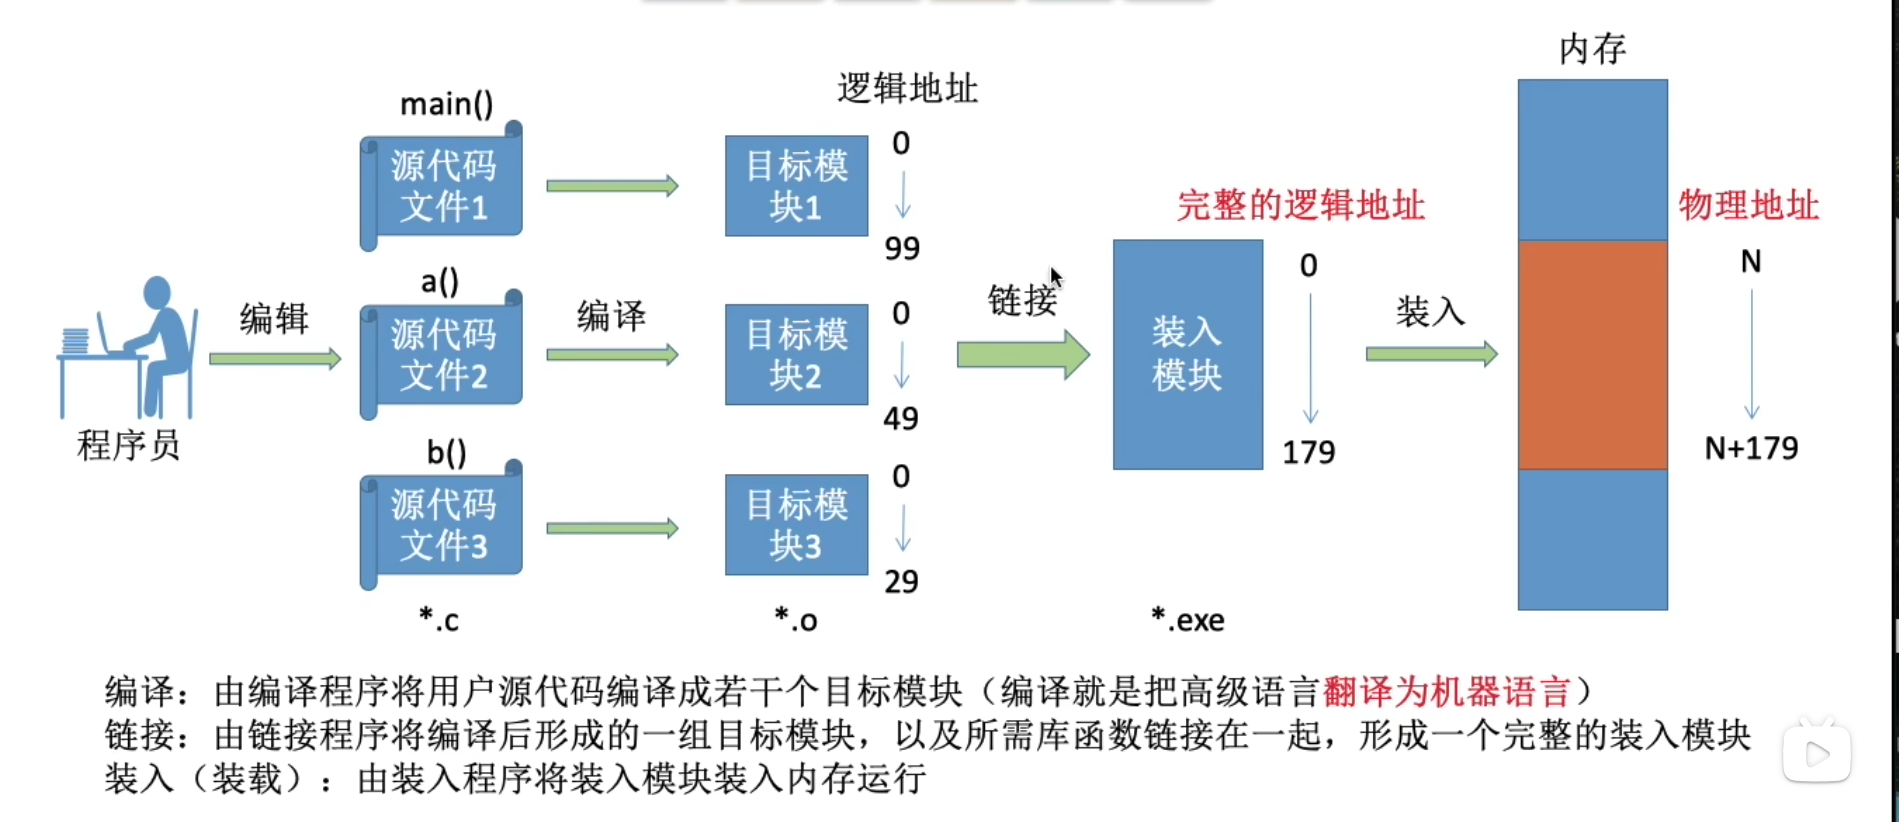 内存
逻辑地址
main()
源代码
文件1
目标模
块1
0
99
完整的逻辑地址
物理地址
a()
编辑
源代码
文件2
编译
目标模
块2
0
49
链接
装入
模块
0
179
装入
N
N+179
程序员
b()
源代码
文件3
目标模
块3
0
29
*.c
*.o
*.exe
编译：由编译程序将用户源代码编译成若干个目标模块（编译就是把高级语言翻译为机器语言）
链接：由链接程序将编译后形成的一组目标模块，以及所需库函数链接在一起，形成一个完整的装入模块
装入（装载）：由装入程序将装入模块装入内存运行